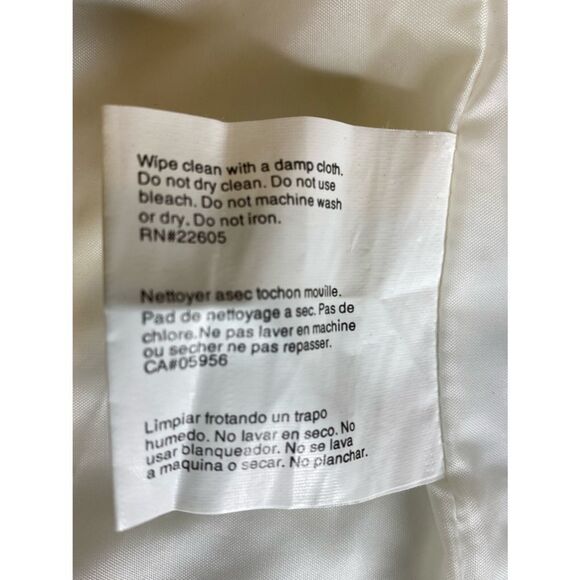 Wipe clean with a damp cloth.
Do not dry clean. Do not use
bleach. Do not machine wash
or dry. Do not iron.
RN#22605
Nettoyer asec tochon mouille.
Pad de nettoyage a sec. Pas de
chlore. Ne pas laver en machine
ou secher ne pas repasser.
CA#05956
Limpiar frotando un trapo
humedo. No lavar en seco. No
usar blanqueador. No se lava
a maquina o secar. No planchar.